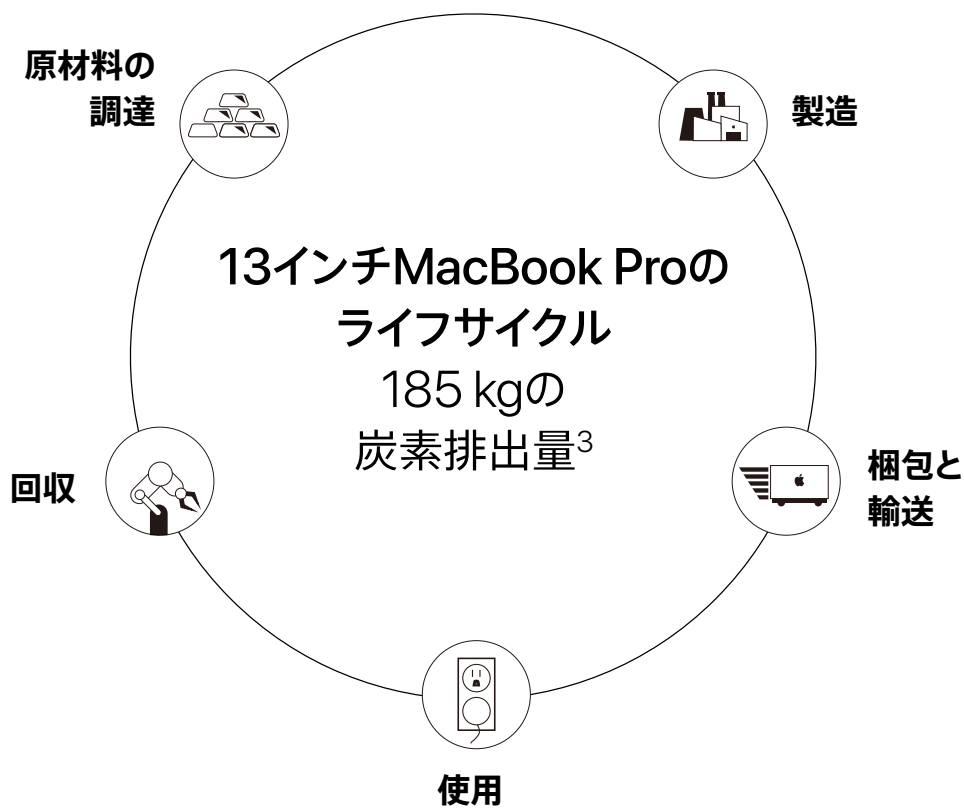 原材料の
調達
製造
13インチMacBook Proの
ライフサイクル
185 kgの
炭素排出量3
回収
梱包と
輸送
使用